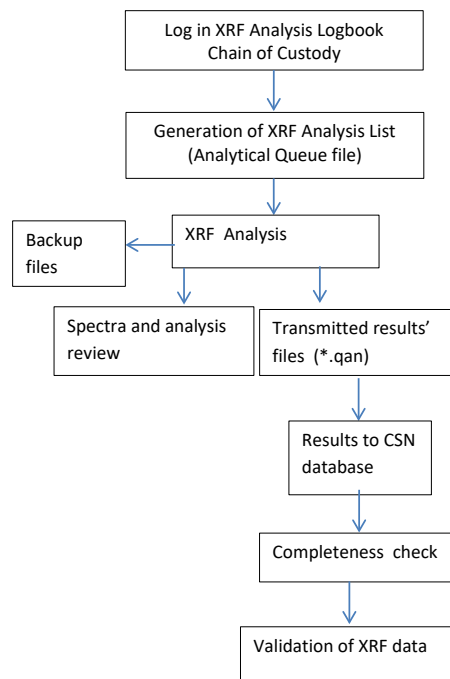 Log in XRF Analysis Logbook
Chain of Custody
Generation of XRF Analysis List
(Analytical Queue file)
Backup
files
XRF Analysis
Spectra and analysis
review
Transmitted results'
files (*.qan)
Results to CSN
database
Completeness check
Validation of XRF data